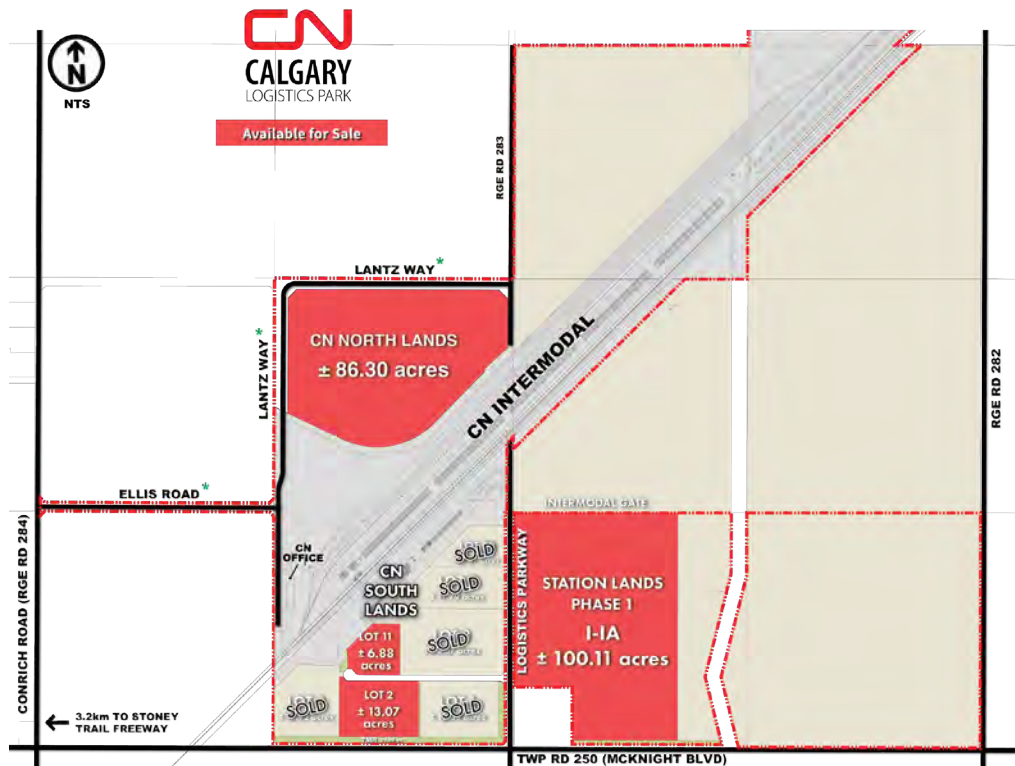 CN
CALGARY
LOGISTICS PARK
Available for Sale
N
NTS
RGE RD 283
LANTZ WAY*
LANTZ WAY*
CN NORTH LANDS
± 86.30 acres
CN INTERMODAL
RGE RD 282
ELLIS ROAD*
INTERMODAL GATE
CONRICH ROAD (RGE RD 284)
CN
OFFICE
CN
SOUTH
LANDS
SOLD
SOLD
SOLD
LOT 11
± 6.88
acres
LOGISTICS PARKWAY
STATION LANDS
PHASE 1
I-IA
± 100.11 acres
SOLD
LOT 2
± 13.07
acres
SOLD
← 3.2km TO STONEY
TRAIL FREEWAY
TWP RD 250 (MCKNIGHT BLVD)